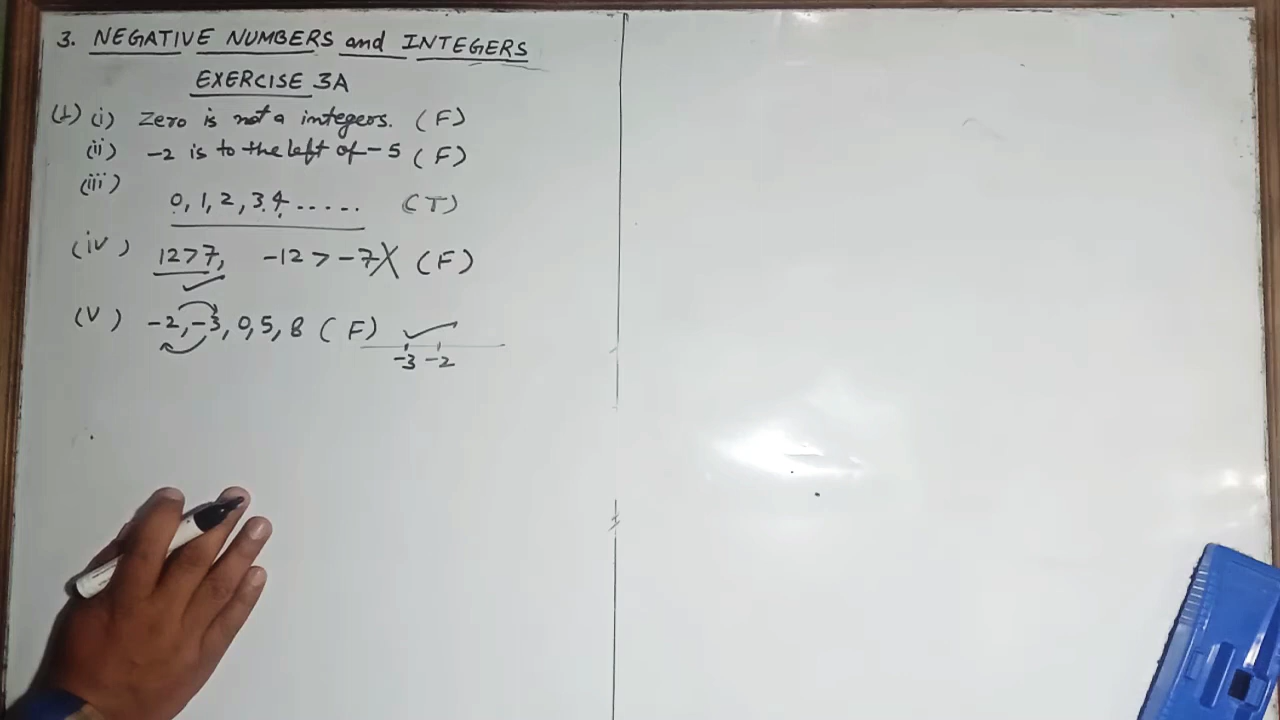 3. NEGATIVE NUMBERS and INTEGERS
EXERCISE 3A
(1) (i) Zero is not a integers. (F)
(ii) -2 is to the left of -5 (F)
(iii)
0, 1, 2, 3.4...... (T)
(iv) 12>7, -12 > -7 X (F)
(v) -2, -3, 0, 5, 8 (F) ✓
-3 -2